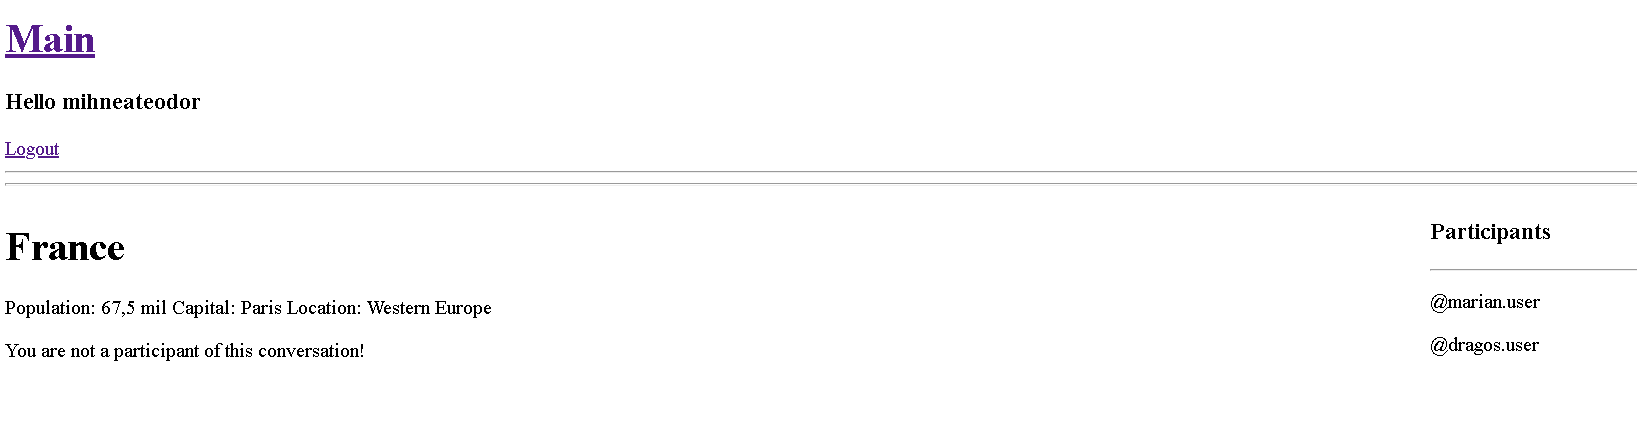 Main
Hello mihneateodor
Logout
France
Population: 67,5 mil Capital: Paris Location: Western Europe
You are not a participant of this conversation!
Participants
@marian.user
@dragos.user